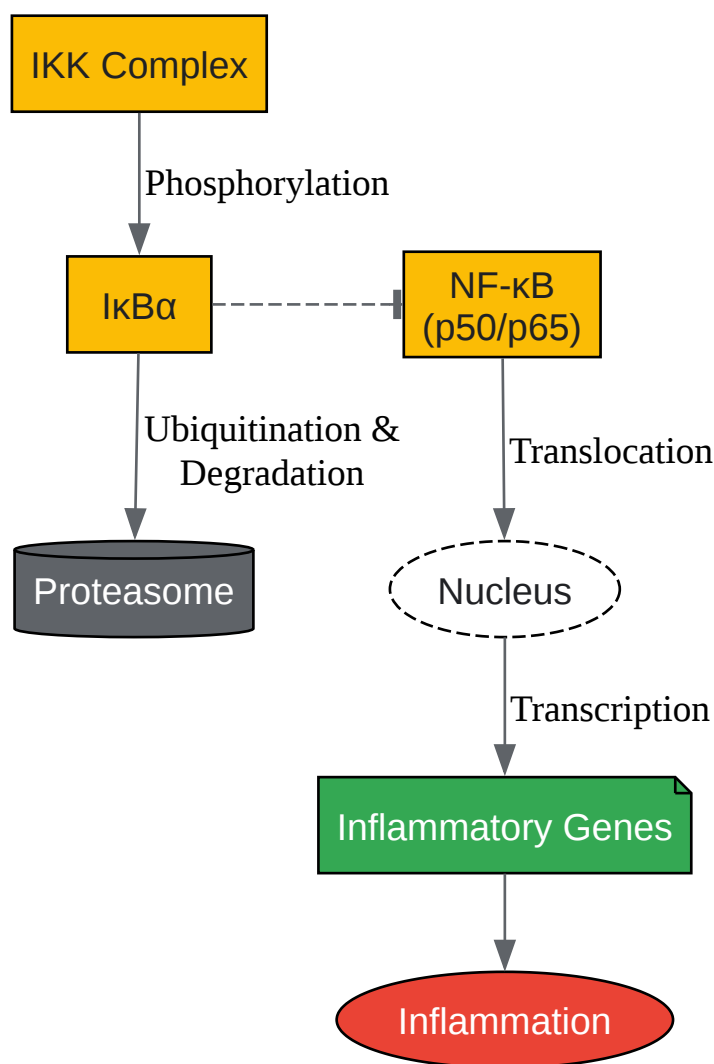 IKK Complex
Phosphorylation
IκBα
NF-κB
(p50/p65)
Ubiquitination &
Degradation
Translocation
Proteasome
Nucleus
Transcription
Inflammatory Genes
Inflammation